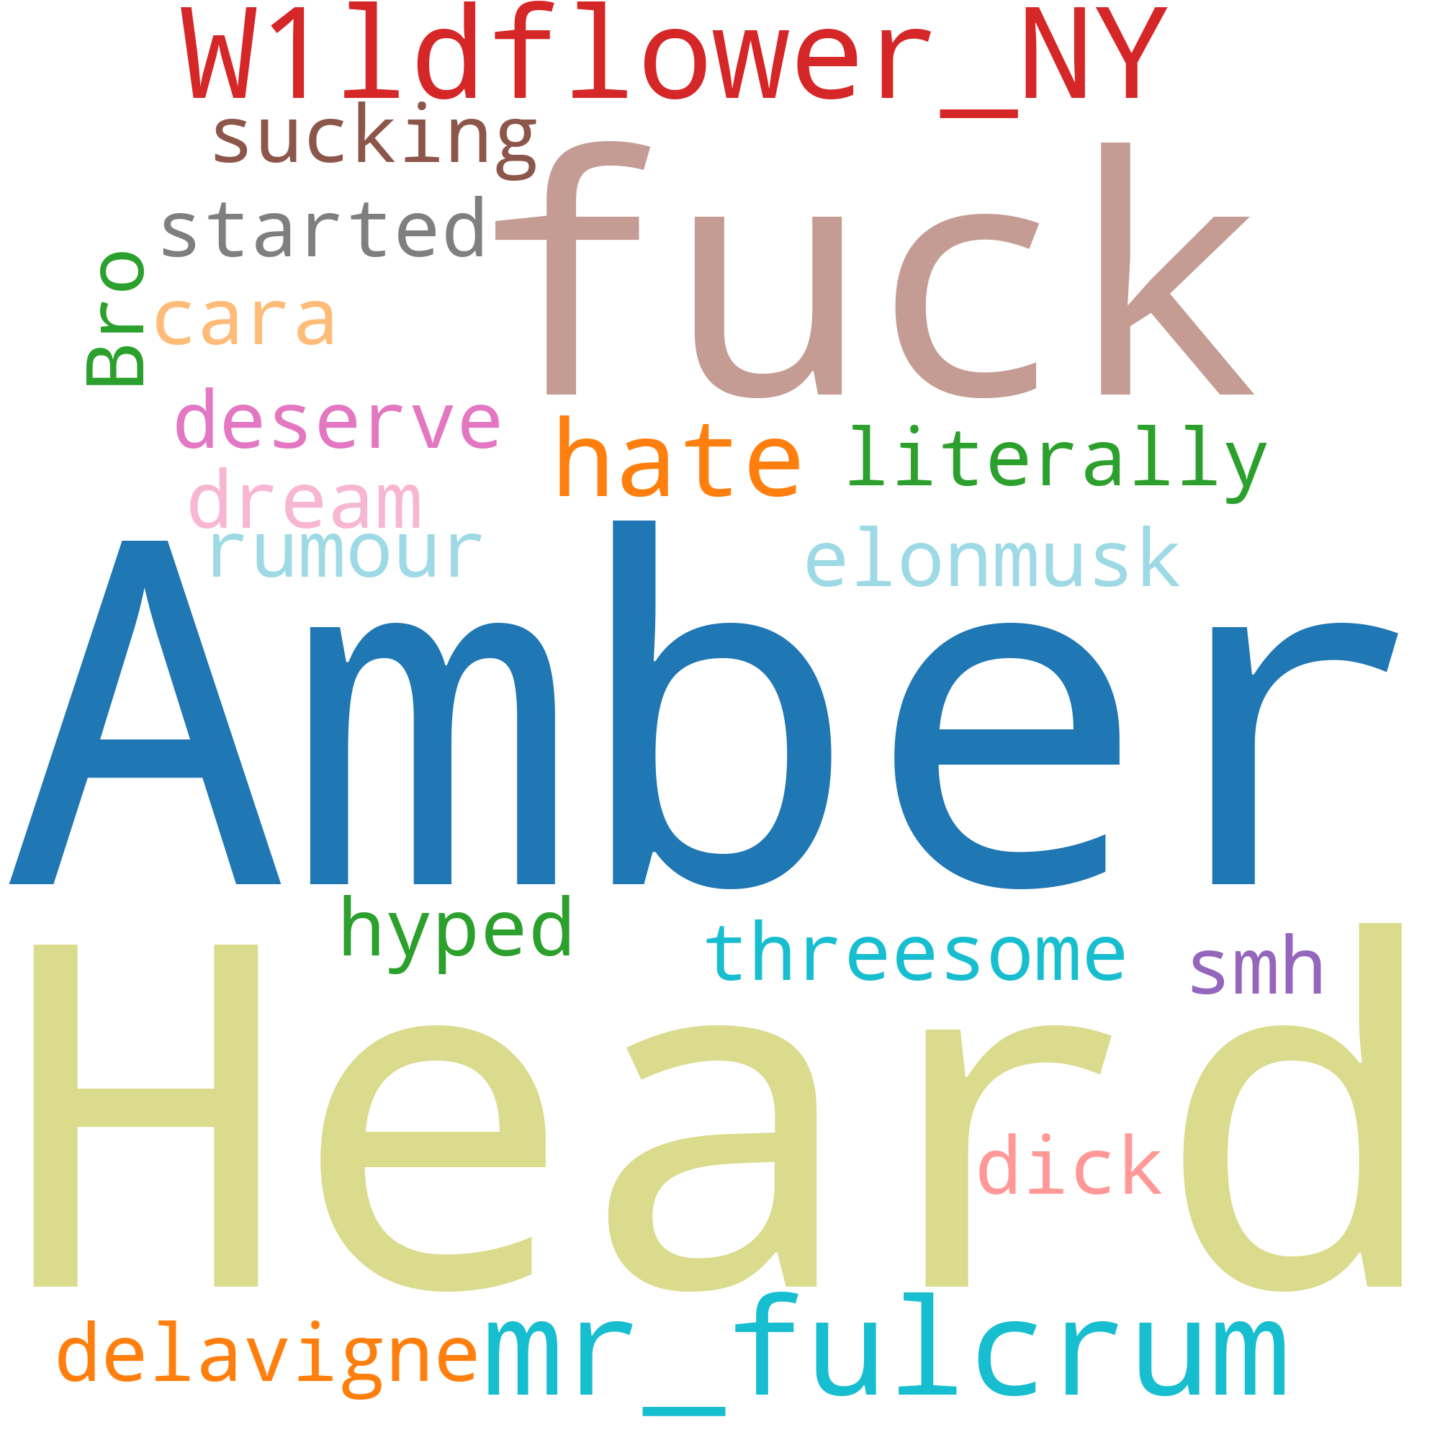 W1ldflower_NY
sucking
fuck
started
Bro
cara
deserve
hate
literally
dream
rumour
elonmusk
Amber
hyped
threesome
smh
Heard
dick
delavigne
mr_fulcrum